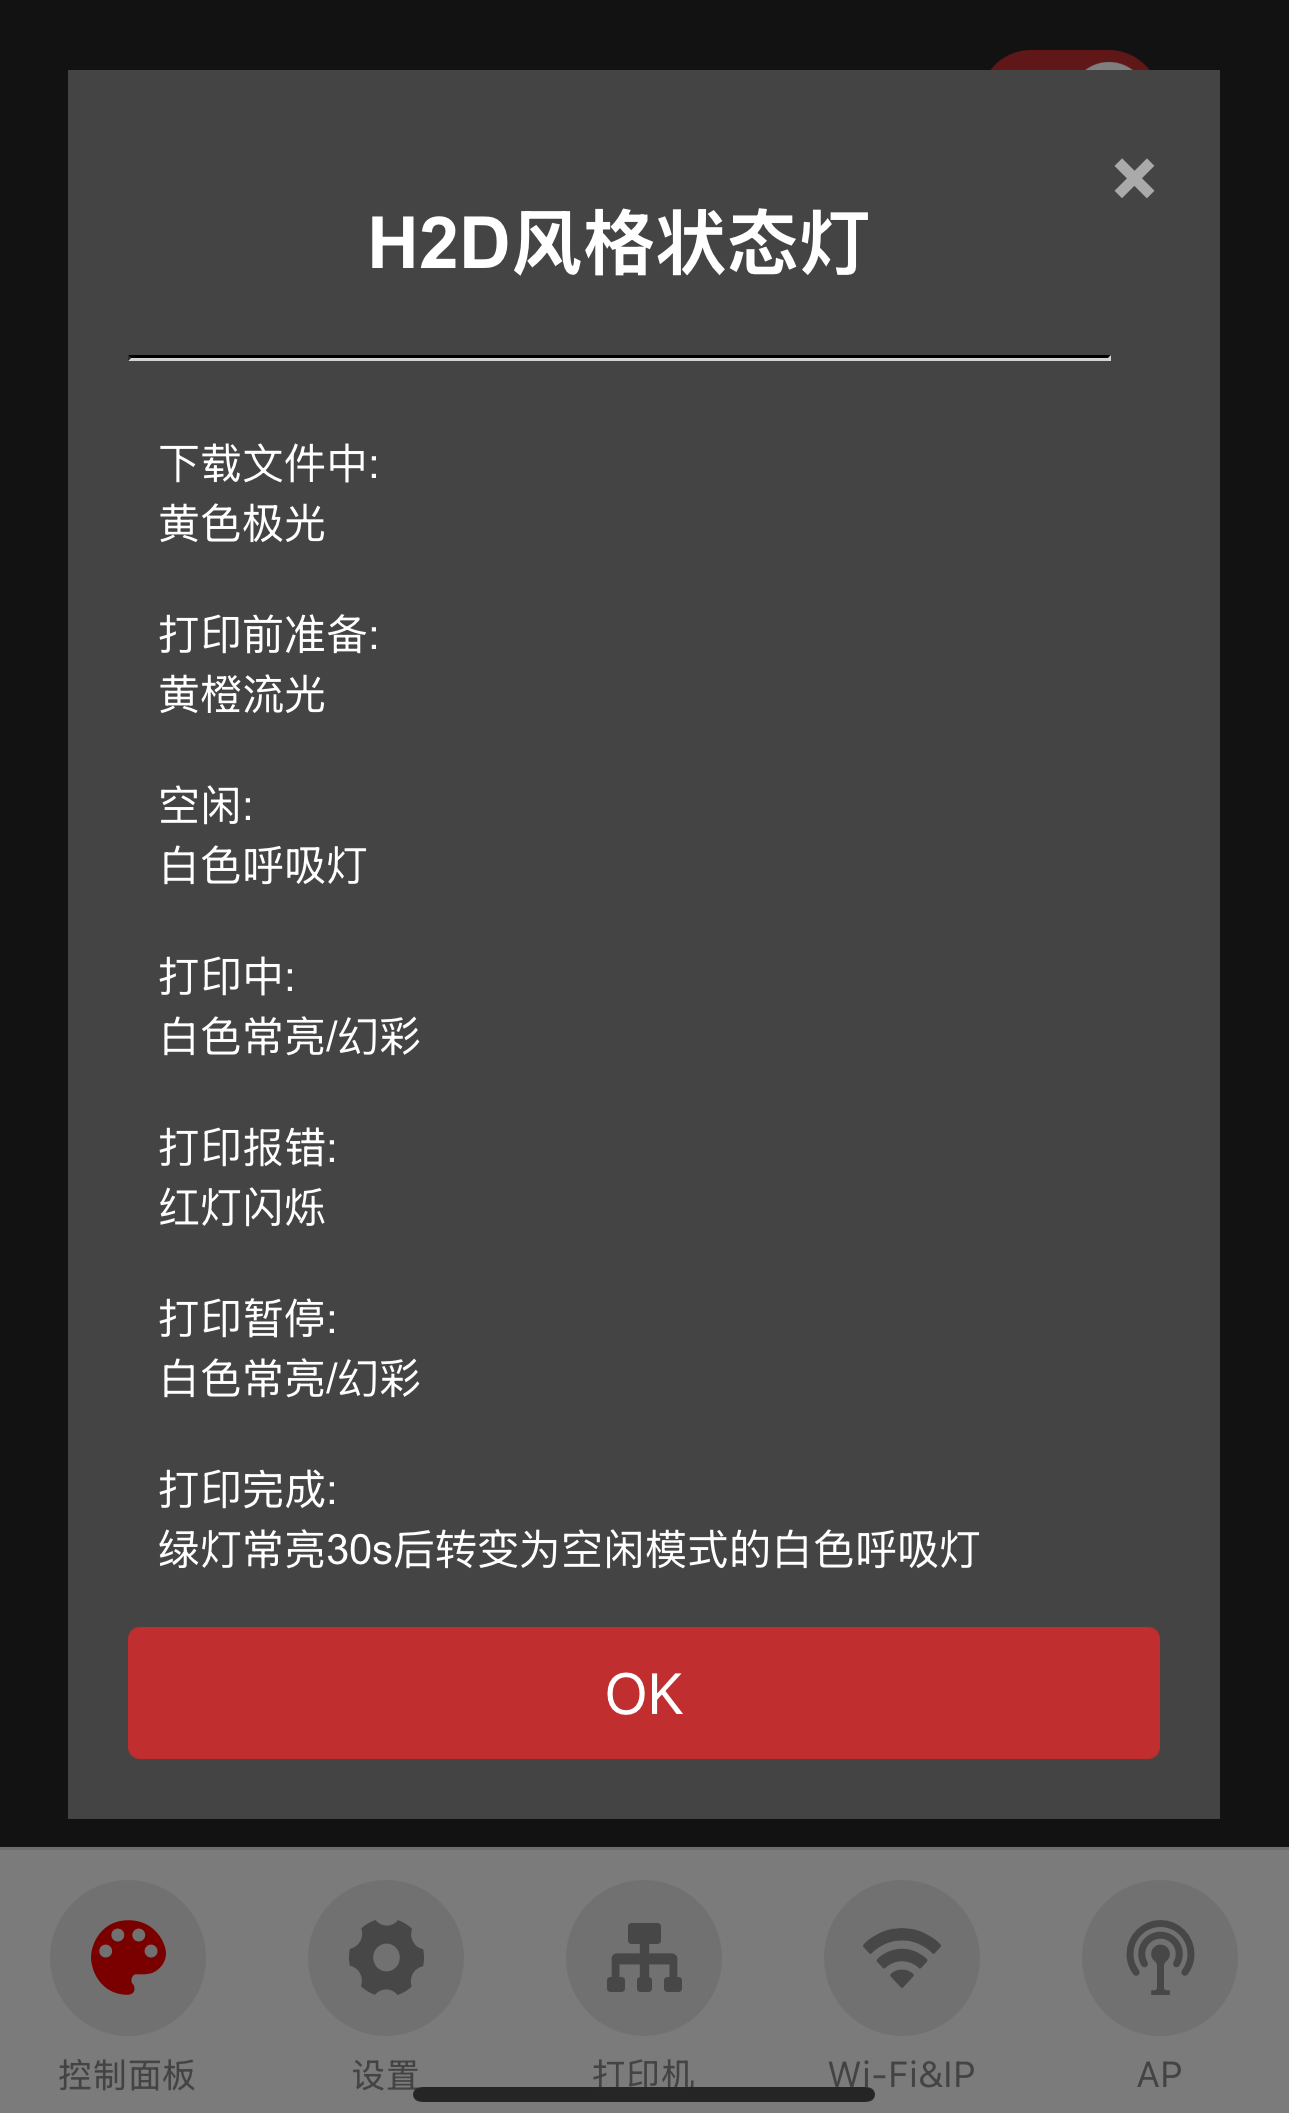 H2D风格状态灯
下载文件中:
黄色极光
打印前准备:
黄橙流光
空闲:
白色呼吸灯
打印中:
白色常亮/幻彩
打印报错:
红灯闪烁
打印暂停:
白色常亮/幻彩
打印完成:
绿灯常亮30s后转变为空闲模式的白色呼吸灯
OK
控制面板
设置
打印机
Wi-Fi&IP
AP